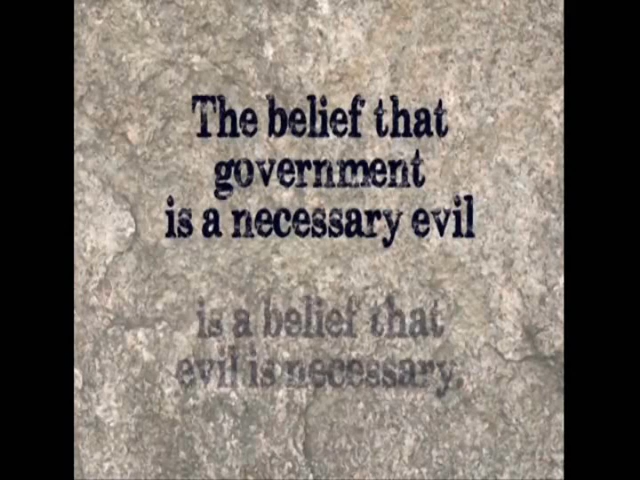 The belief that
government
is a necessary evil
is a belief that
evil is necessary.